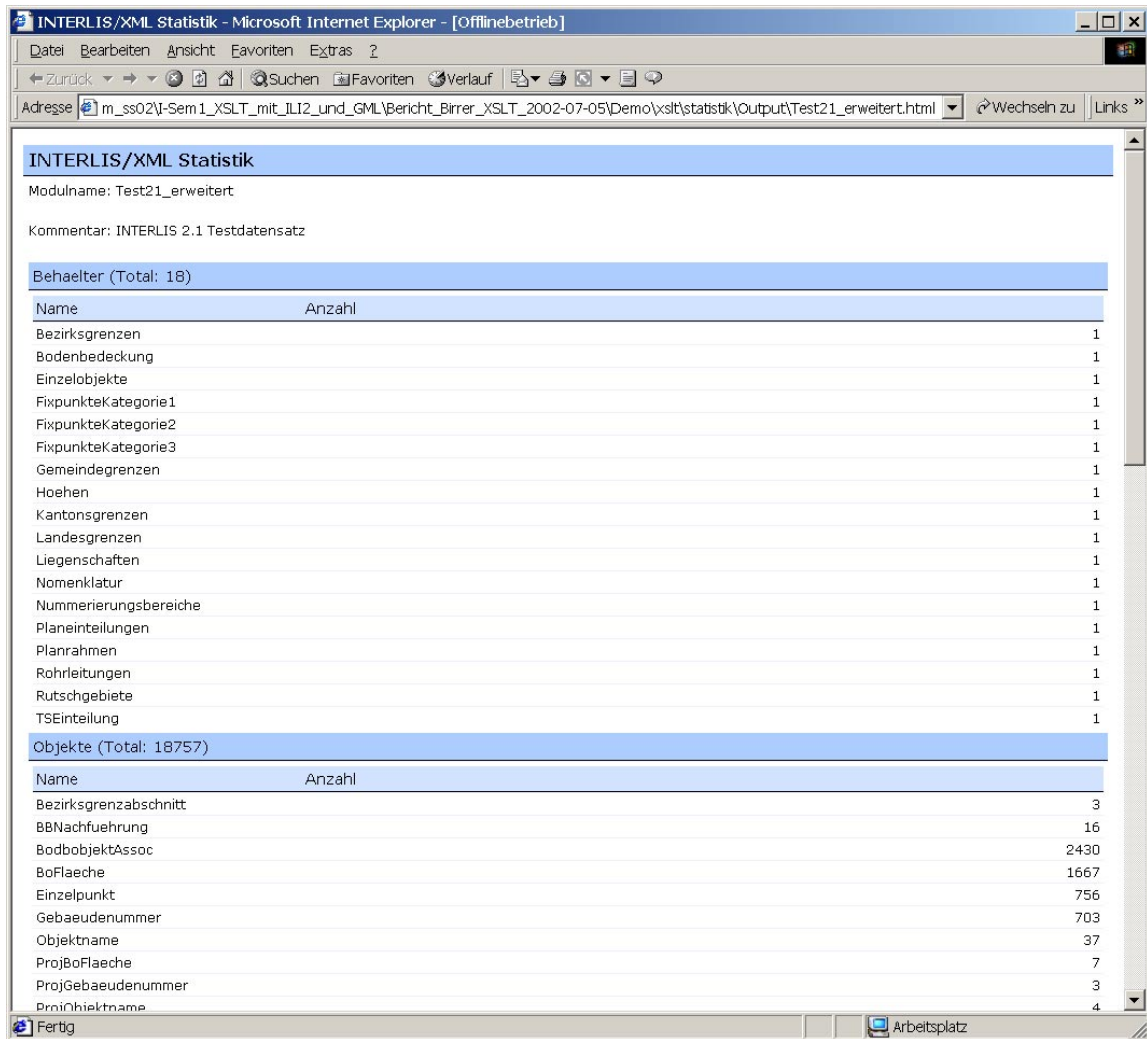 INTERLIS/XML Statistik - Microsoft Internet Explorer - [Offlinebetrieb]
Datei Bearbeiten Ansicht Favoriten Extras ?
Zurück Suchen Favoriten Verlauf
Adresse m_ss02\I-Sem1_XSLT_mit_ILI2_und_GML\Bericht_Birrer_XSLT_2002-07-05\Demo\xslt\statistik\Output\Test21_erweitert.html Wechseln zu Links »
INTERLIS/XML Statistik
Modulname: Test21_erweitert
Kommentar: INTERLIS 2.1 Testdatensatz
Behaelter (Total: 18)
Name Anzahl
Bezirksgrenzen 1
Bodenbedeckung 1
Einzelobjekte 1
FixpunkteKategorie1 1
FixpunkteKategorie2 1
FixpunkteKategorie3 1
Gemeindegrenzen 1
Hoehen 1
Kantonsgrenzen 1
Landesgrenzen 1
Liegenschaften 1
Nomenklatur 1
Nummerierungsbereiche 1
Planeinteilungen 1
Planrahmen 1
Rohrleitungen 1
Rutschgebiete 1
TSEinteilung 1
Objekte (Total: 18757)
Name Anzahl
Bezirksgrenzabschnitt 3
BBNachfuehrung 16
BodbobjektAssoc 2430
BoFlaeche 1667
Einzelpunkt 756
Gebaeudenummer 703
Objektname 37
ProjBoFlaeche 7
ProjGebaeudenummer 3
ProjObjektname 4
Fertig Arbeitsplatz